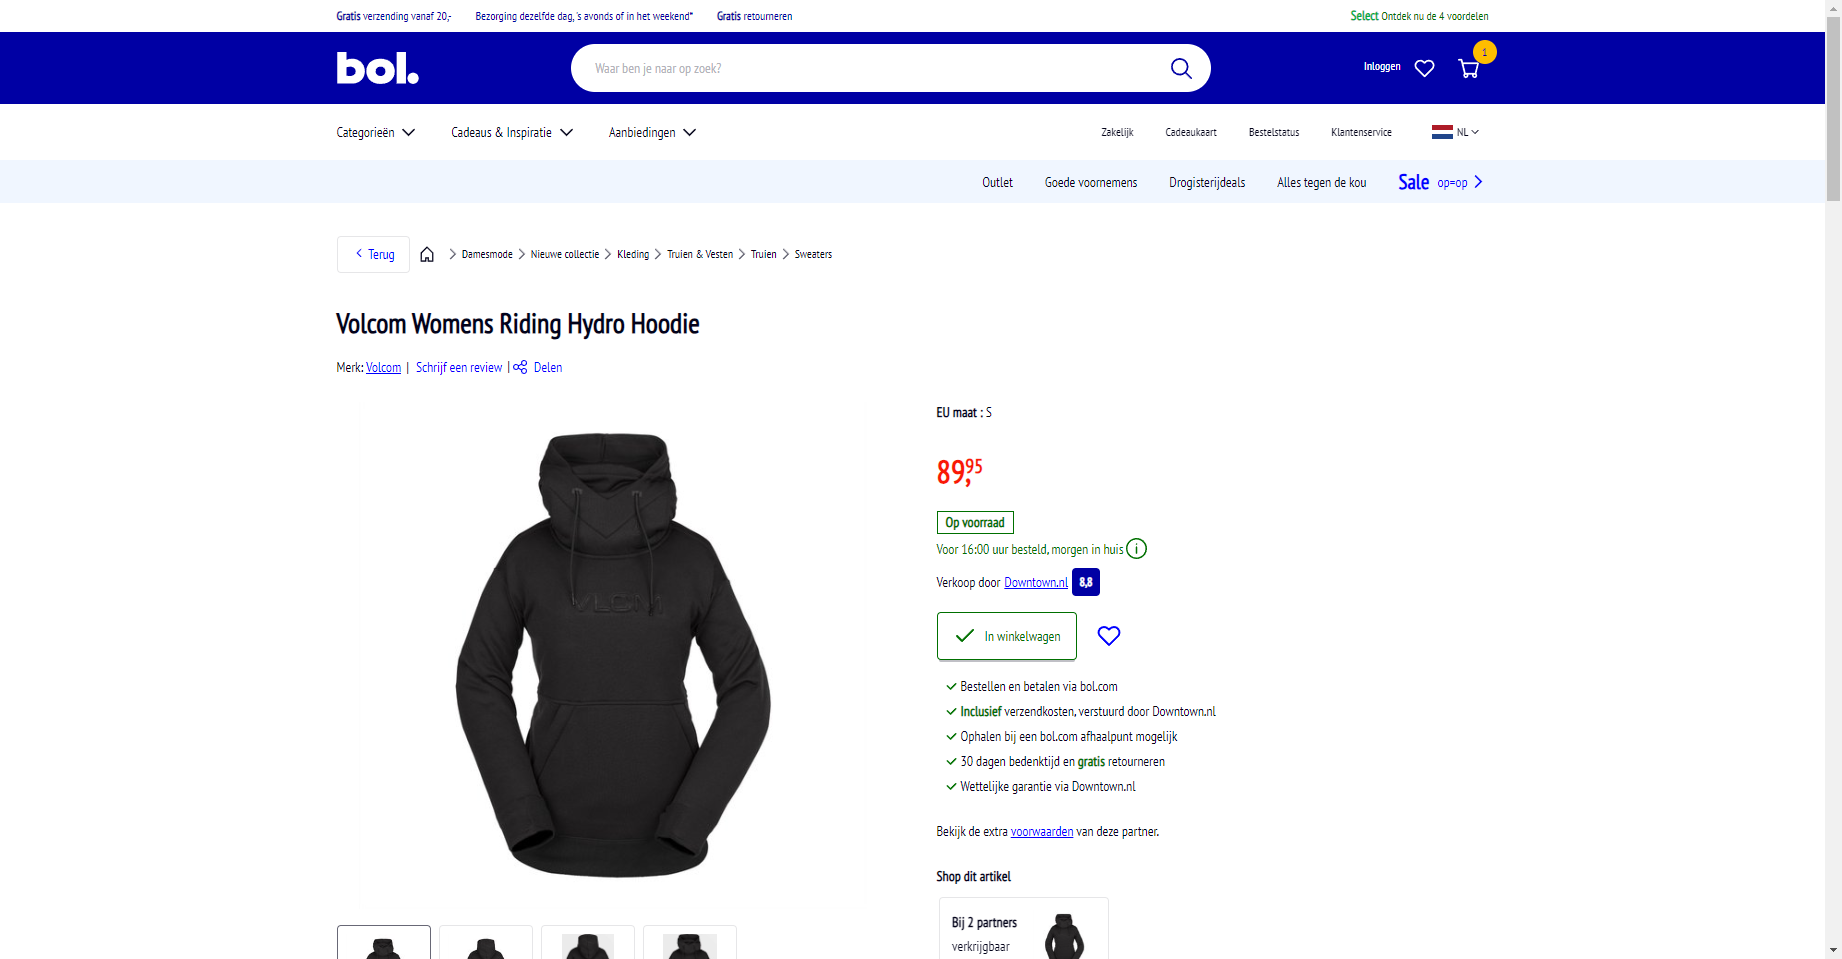 Gratis verzending vanaf 20,- Bezorging dezelfde dag, 's avonds of in het weekend* Gratis retourneren Select Ontdek nu de 4 voordelen
bol. Waar ben je naar op zoek? Inloggen 1
Categorieën Cadeaus & Inspiratie Aanbiedingen Zakelijk Cadeaukaart Bestelstatus Klantenservice NL
Outlet Goede voornemens Drogisterijdeals Alles tegen de kou Sale op=op
Terug Damesmode Nieuwe collectie Kleding Truien & Vesten Truien Sweaters
Volcom Womens Riding Hydro Hoodie
Merk: Volcom | Schrijf een review | Delen
EU maat : S
89,95
Op voorraad
Voor 16:00 uur besteld, morgen in huis i
Verkoop door Downtown.nl 8,8
In winkelwagen
Bestellen en betalen via bol.com
Inclusief verzendkosten, verstuurd door Downtown.nl
Ophalen bij een bol.com afhaalpunt mogelijk
30 dagen bedenktijd en gratis retourneren
Wettelijke garantie via Downtown.nl
Bekijk de extra voorwaarden van deze partner.
Shop dit artikel
Bij 2 partners
verkrijgbaar